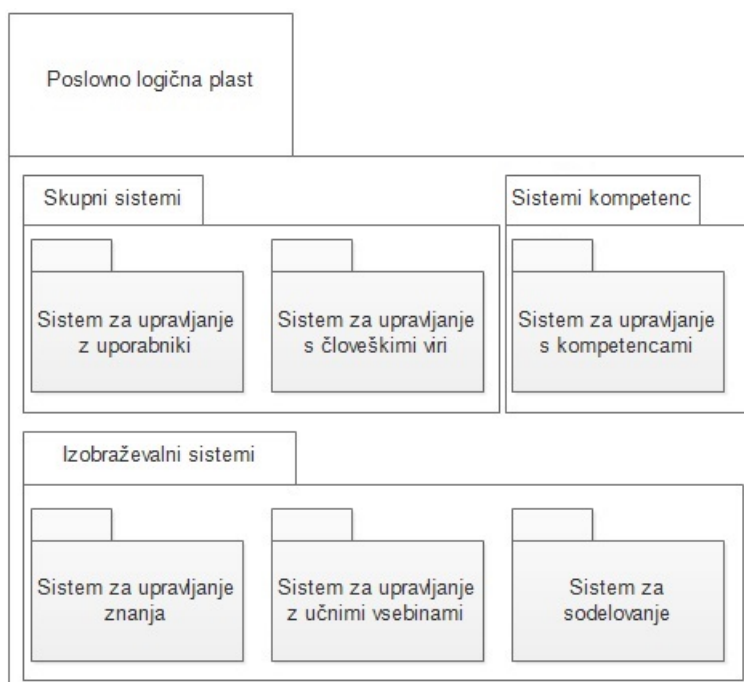 Poslovno logična plast
Skupni sistemi
Sistemi kompetenc
Sistem za upravljanje
z uporabniki
Sistem za upravljanje
s človeškimi viri
Sistem za upravljanje
s kompetencami
Izobraževalni sistemi
Sistem za upravljanje
znanja
Sistem za upravljanje
z učnimi vsebinami
Sistem za
sodelovanje